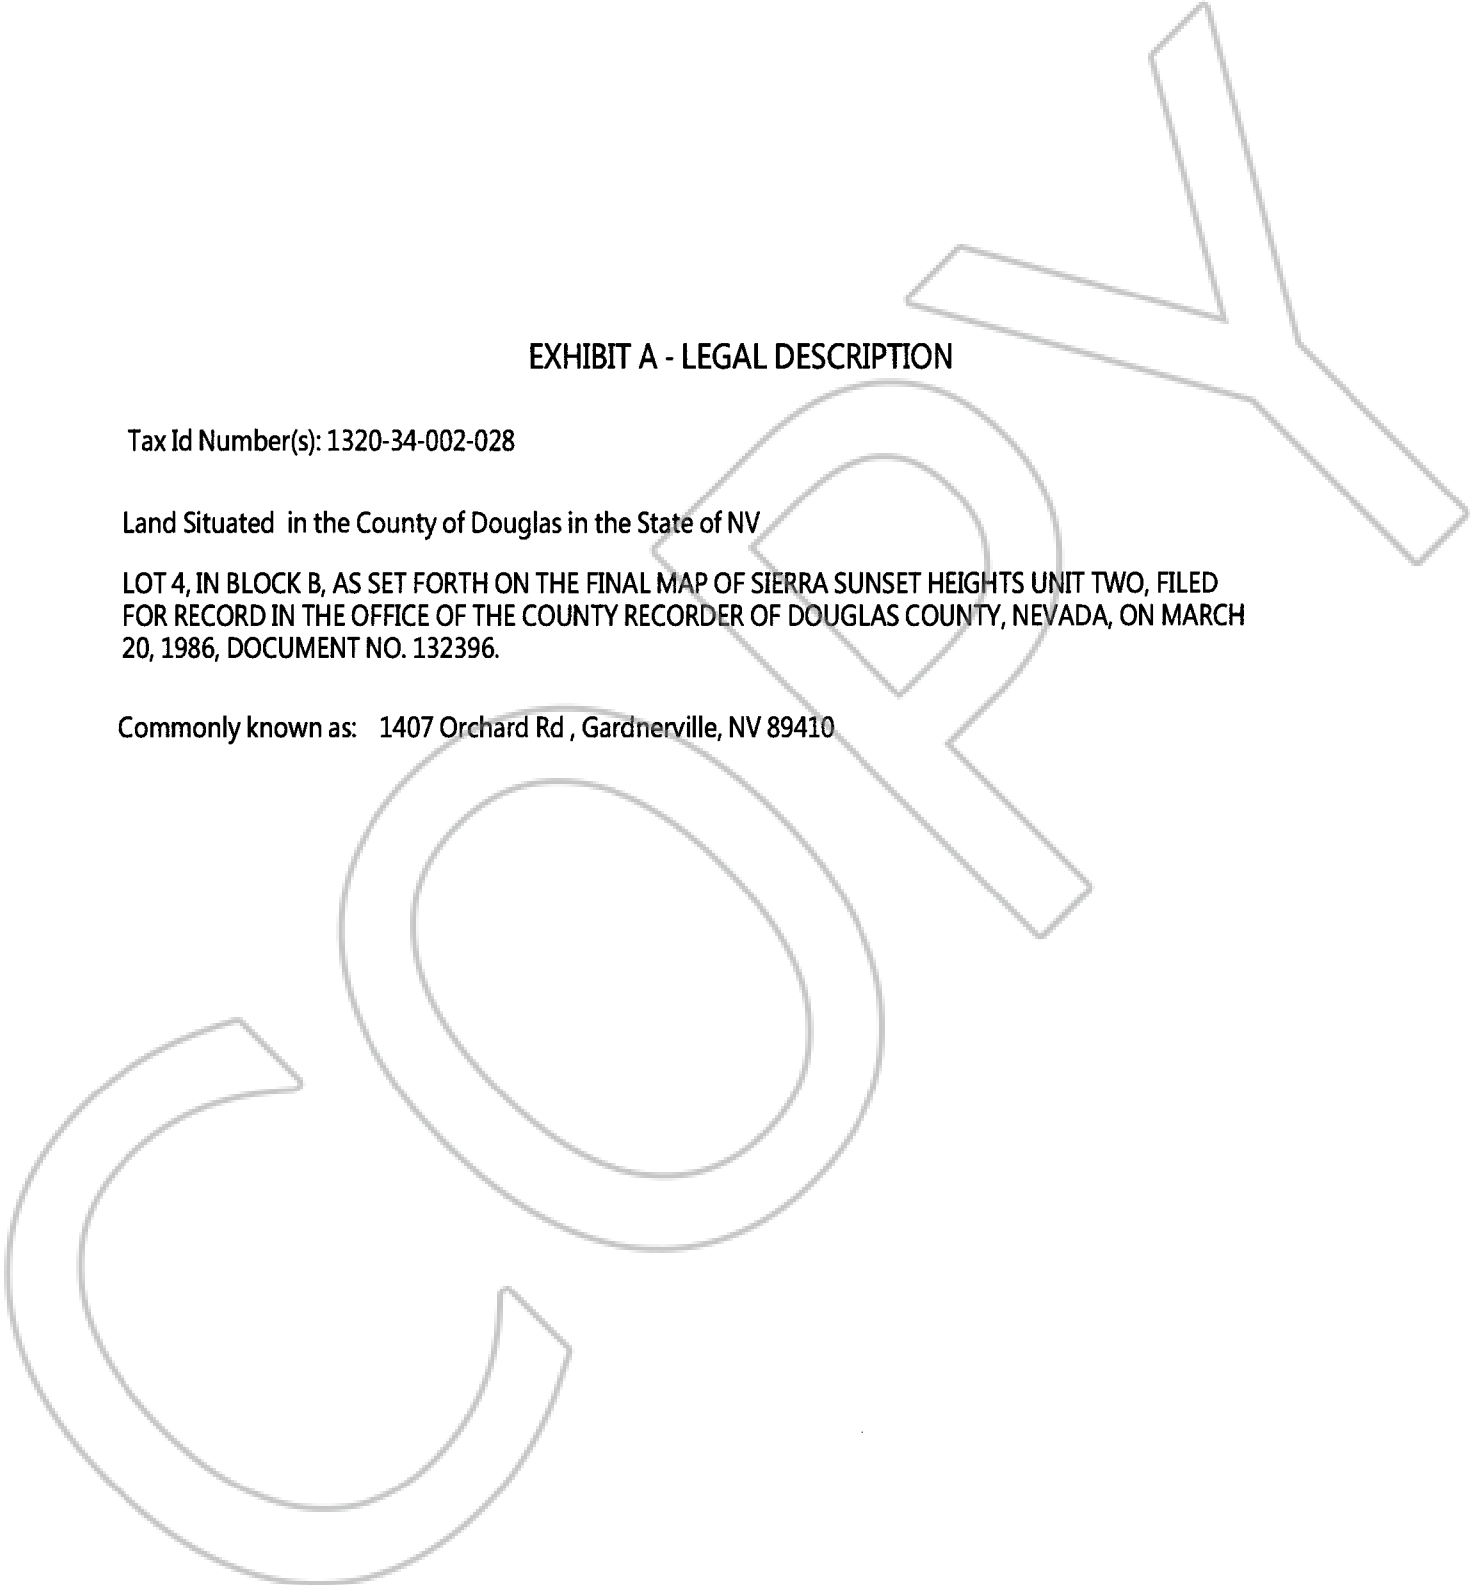 EXHIBIT A - LEGAL DESCRIPTION
Tax Id Number(s): 1320-34-002-028
Land Situated in the County of Douglas in the State of NV
LOT 4, IN BLOCK B, AS SET FORTH ON THE FINAL MAP OF SIERRA SUNSET HEIGHTS UNIT TWO, FILED
FOR RECORD IN THE OFFICE OF THE COUNTY RECORDER OF DOUGLAS COUNTY, NEVADA, ON MARCH
20, 1986, DOCUMENT NO. 132396.
Commonly known as: 1407 Orchard Rd , Gardnerville, NV 89410
COPY